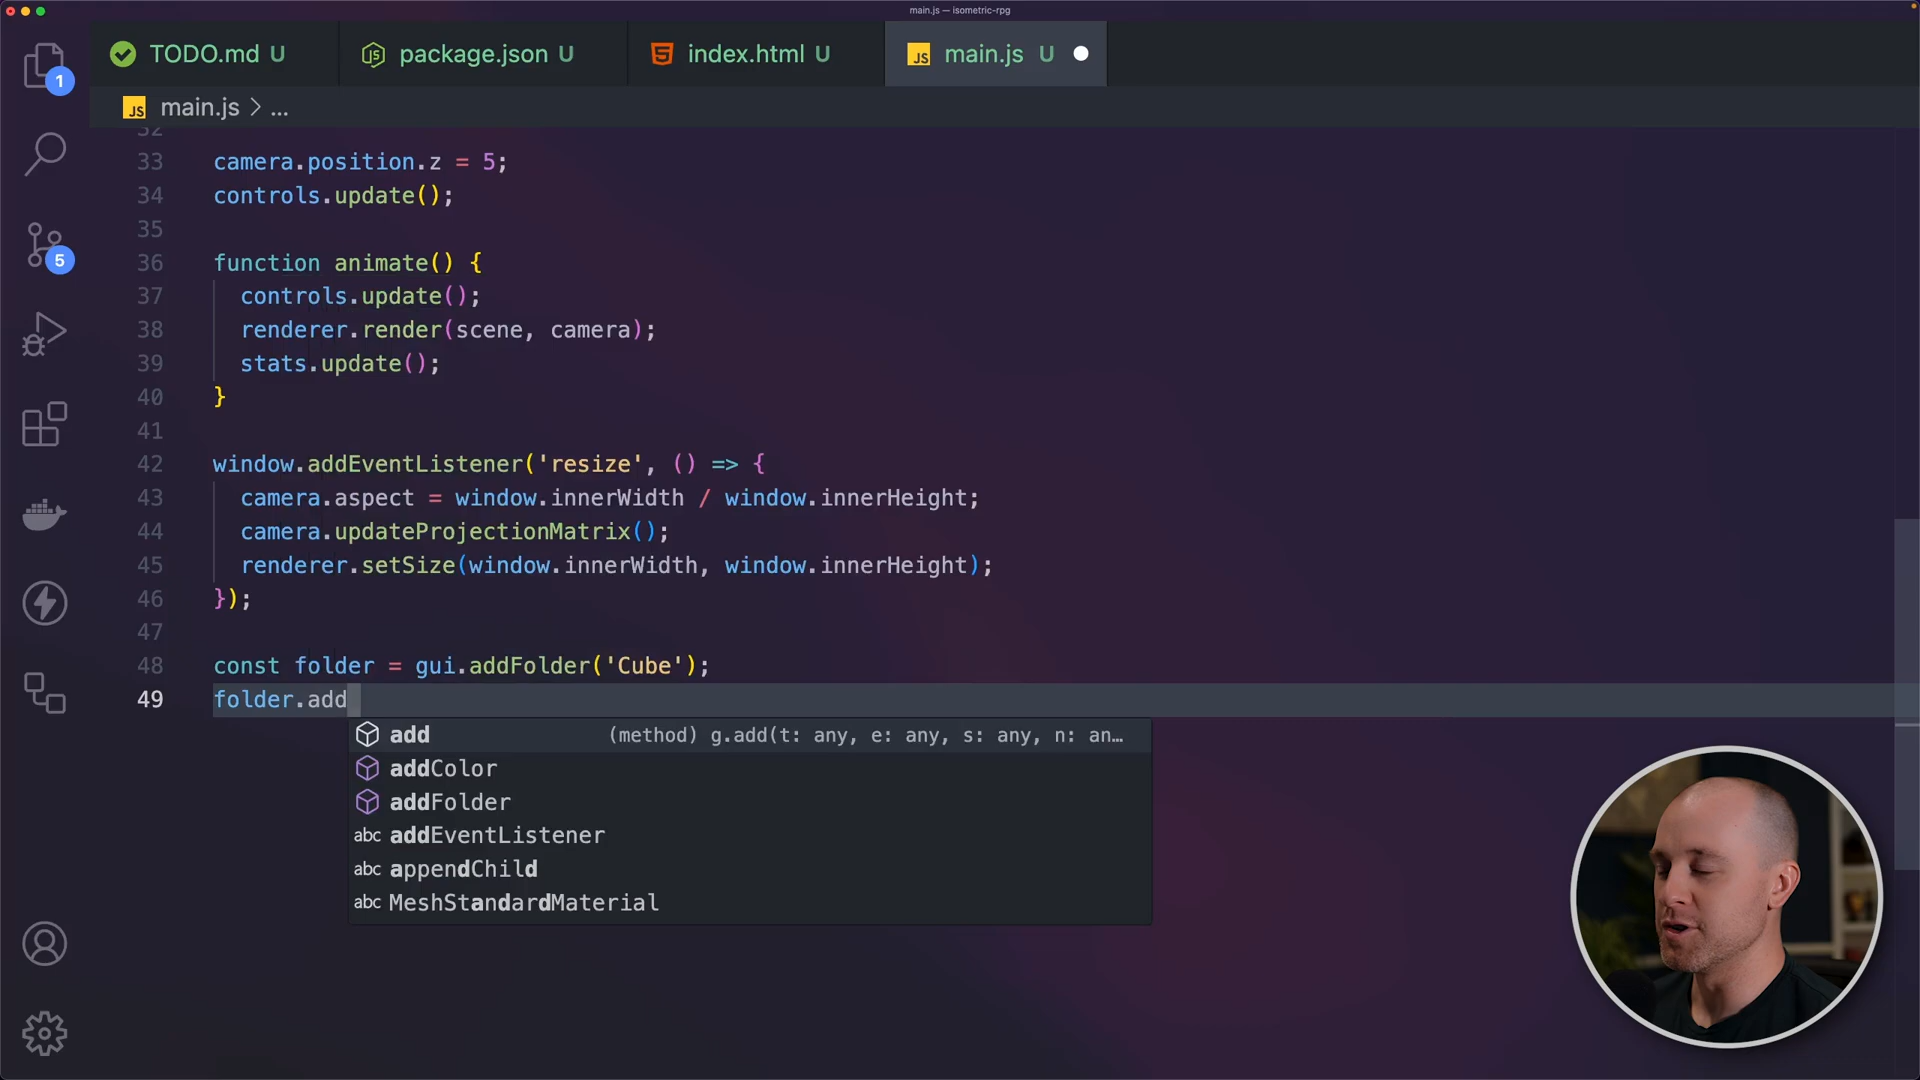 main.js — isometric-rpg
TODO.md U
package.json U
index.html U
JS main.js U
JS main.js > ...
1
5
32
33 camera.position.z = 5;
34 controls.update();
35
36 function animate() {
37 controls.update();
38 renderer.render(scene, camera);
39 stats.update();
40 }
41
42 window.addEventListener('resize', () => {
43 camera.aspect = window.innerWidth / window.innerHeight;
44 camera.updateProjectionMatrix();
45 renderer.setSize(window.innerWidth, window.innerHeight);
46 });
47
48 const folder = gui.addFolder('Cube');
49 folder.add
add (method) g.add(t: any, e: any, s: any, n: an…
addColor
addFolder
abc addEventListener
abc appendChild
abc MeshStandardMaterial